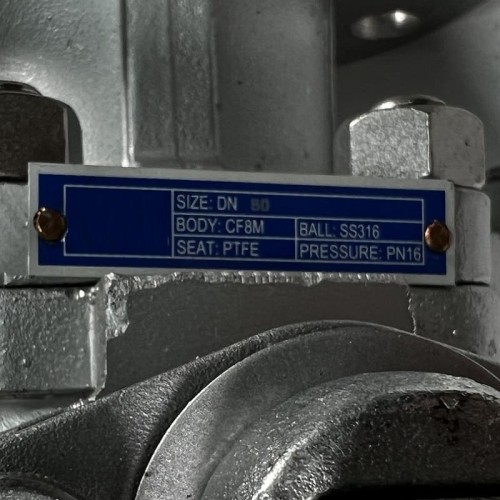 SIZE: DN 80
BODY: CF8M BALL: SS316
SEAT: PTFE PRESSURE: PN16